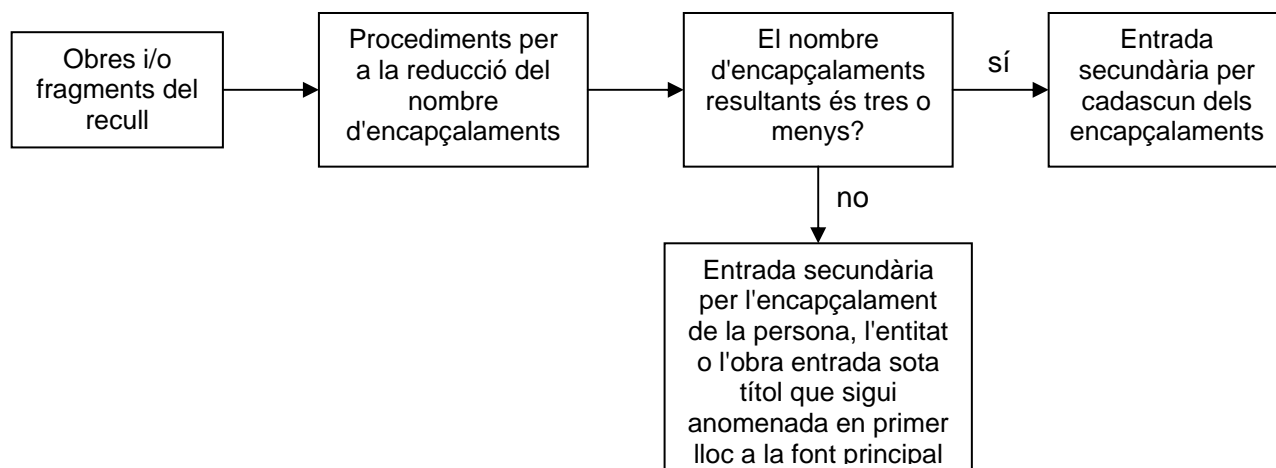 Obres i/o
fragments del
recull
Procediments per
a la reducció del
nombre
d'encapçalaments
El nombre
d'encapçalaments
resultants és tres o
menys?
sí
Entrada
secundària per
cadascun dels
encapçalaments
no
Entrada secundària
per l'encapçalament
de la persona, l'entitat
o l'obra entrada sota
títol que sigui
anomenada en primer
lloc a la font principal